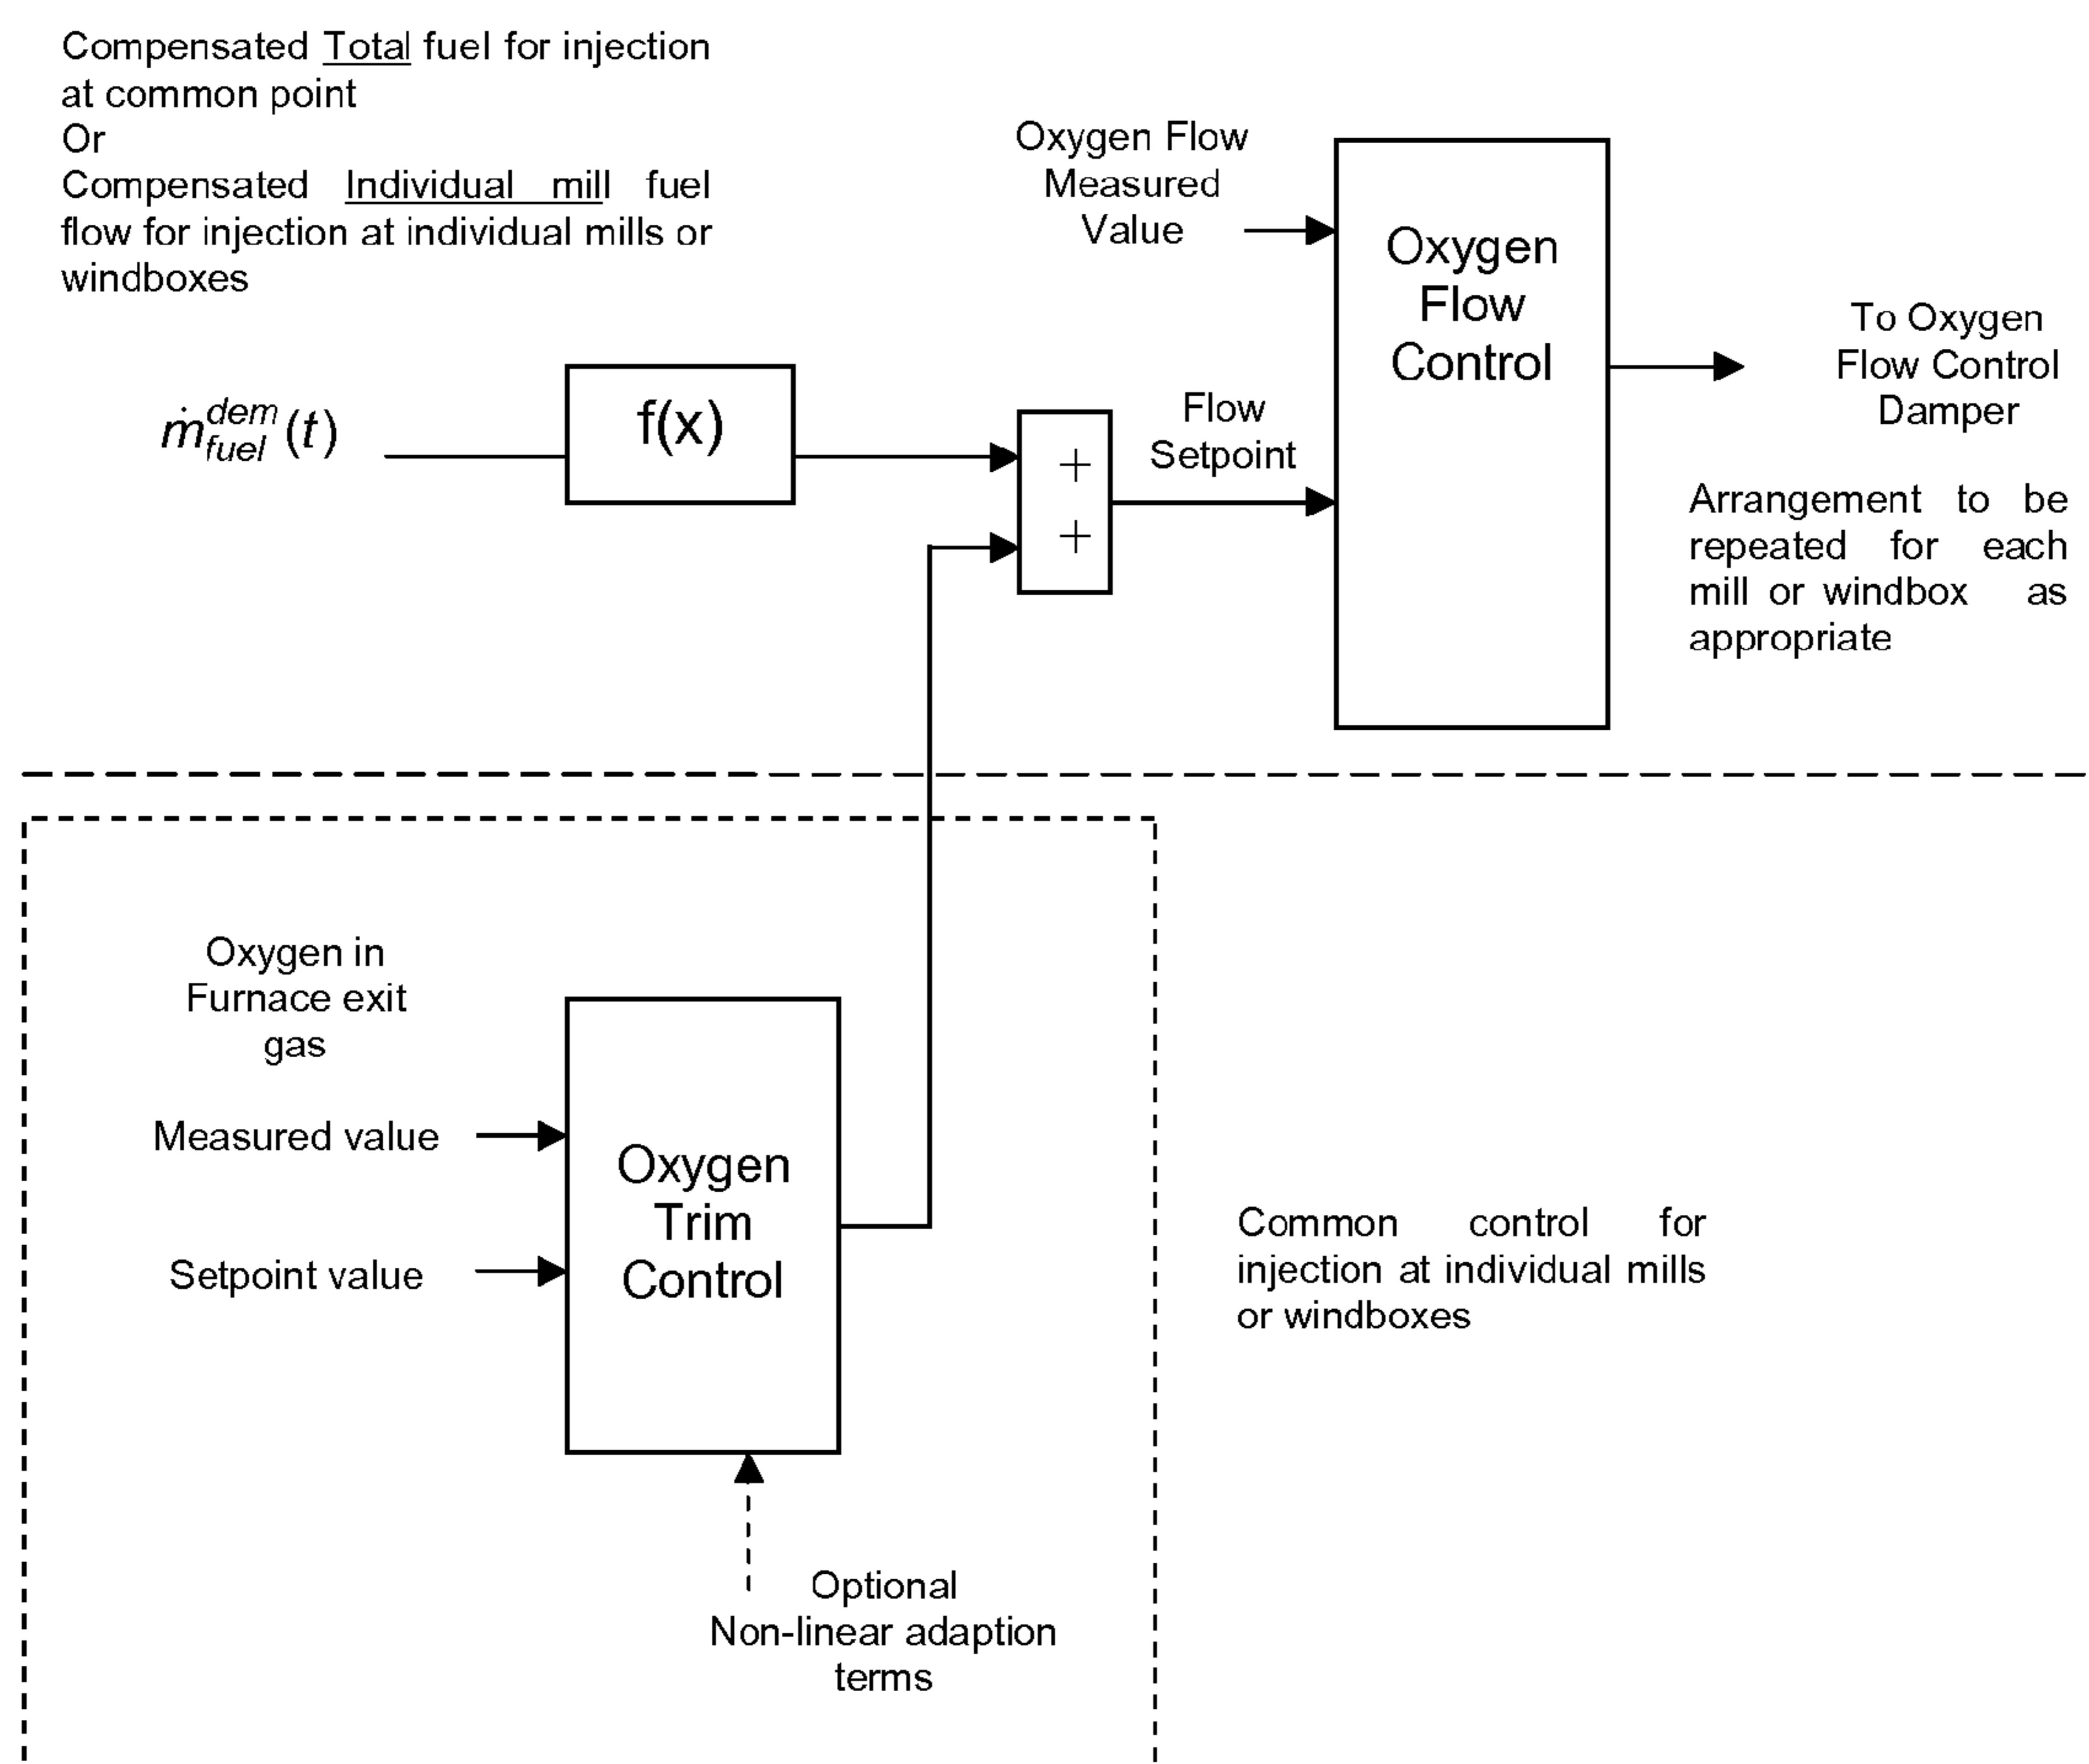 Compensated Total fuel for injection
at common point
Or
Compensated Individual mill fuel
flow for injection at individual mills or
windboxes
Oxygen Flow
Measured
Value
Oxygen
Flow
Control
To Oxygen
Flow Control
Damper
ṁ_{fuel}^{dem}(t)
f(x)
+
+
Flow
Setpoint
Arrangement to be
repeated for each
mill or windbox as
appropriate
Oxygen in
Furnace exit
gas
Measured value
Setpoint value
Oxygen
Trim
Control
Common control for
injection at individual mills
or windboxes
Optional
Non-linear adaption
terms